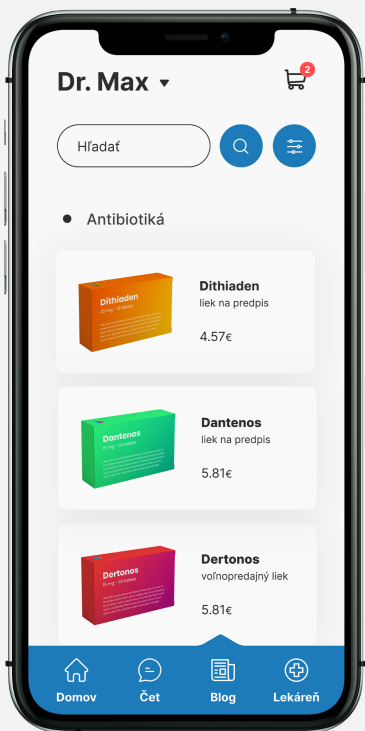 Dr. Max
2
Hľadať
Antibiotiká
Dithiaden
Dithiaden
liek na predpis
4.57€
Dantenos
Dantenos
liek na predpis
5.81€
Dertonos
Dertonos
voľnopredajný liek
5.81€
Domov
Čet
Blog
Lekáreň